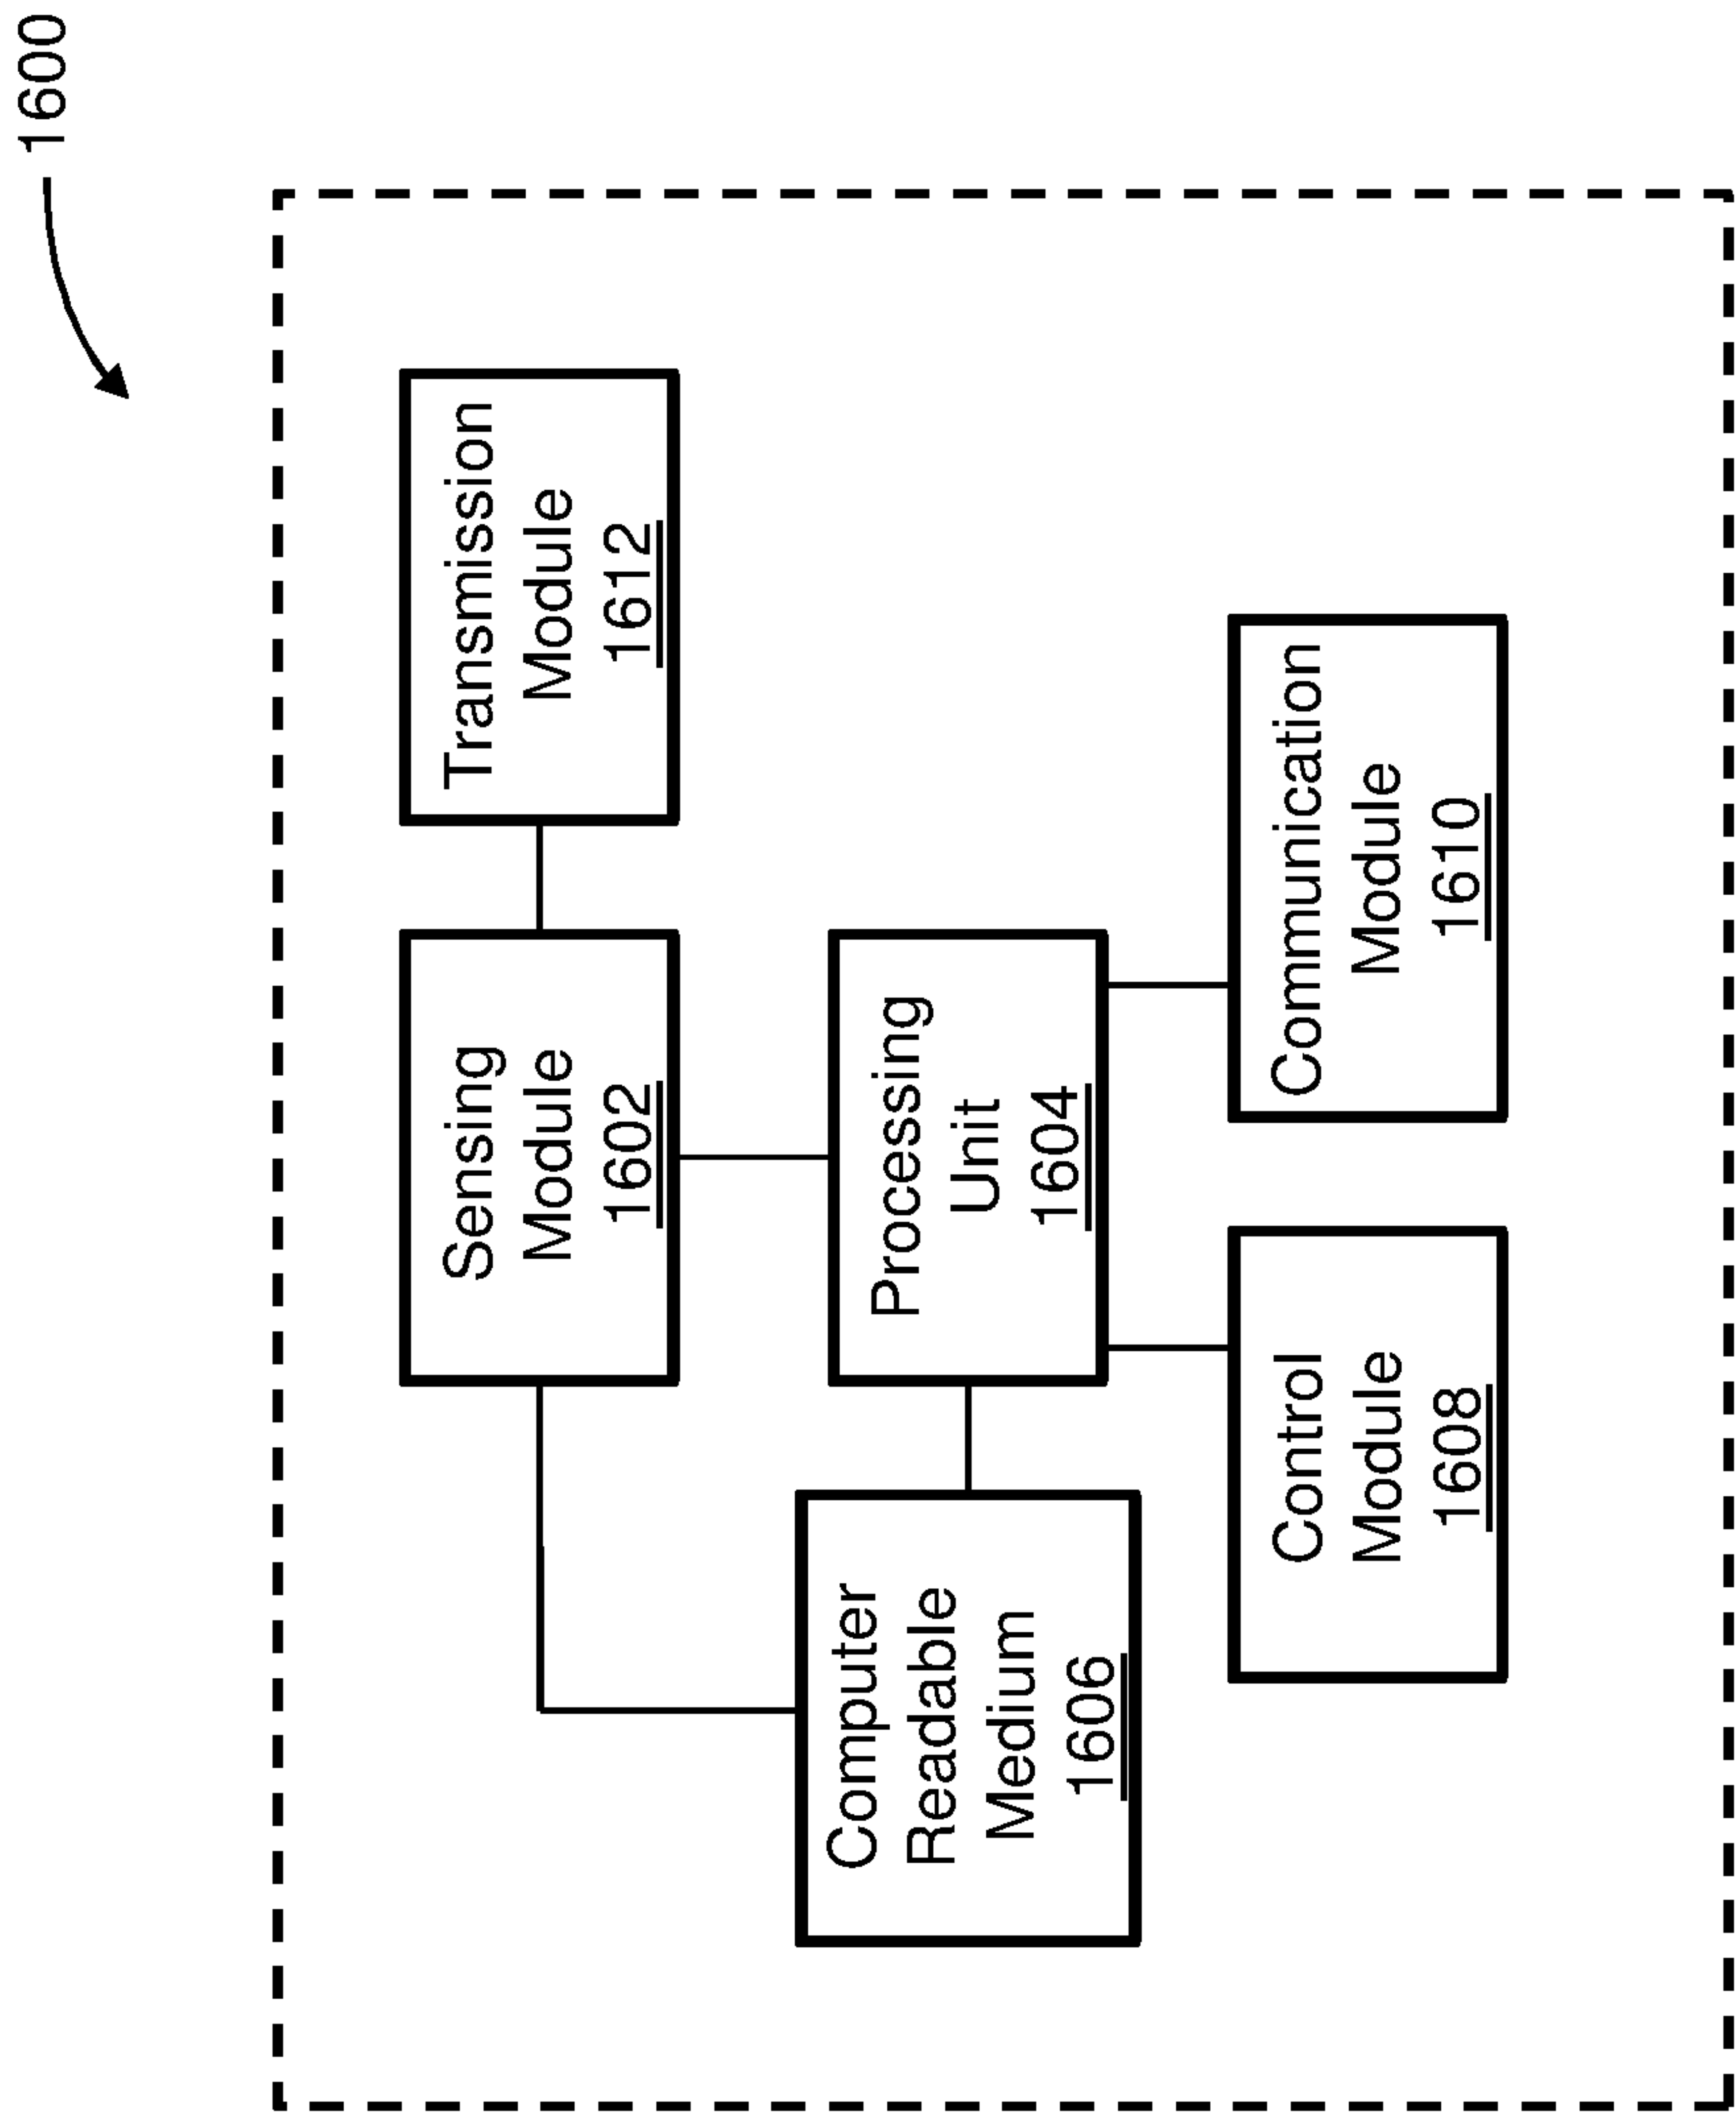 1600
Sensing
Module
1602
Transmission
Module
1612
Computer
Readable
Medium
1606
Processing
Unit
1604
Control
Module
1608
Communication
Module
1610